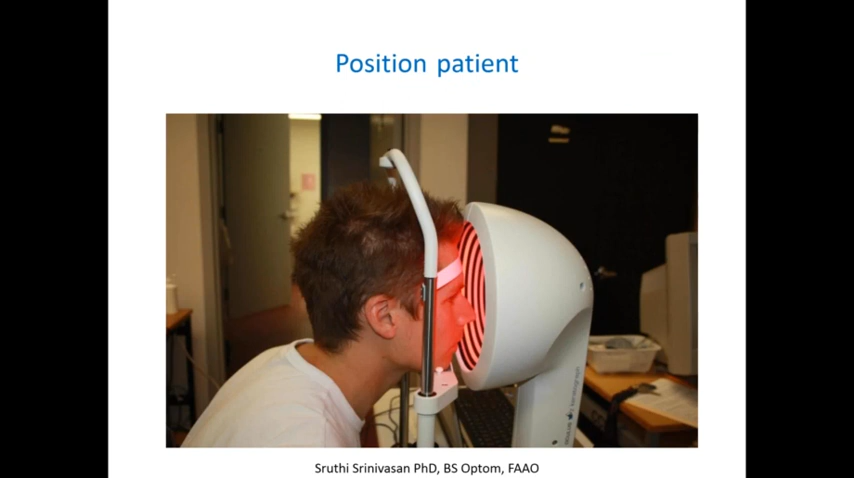 Position patient
Sruthi Srinivasan PhD, BS Optom, FAAO